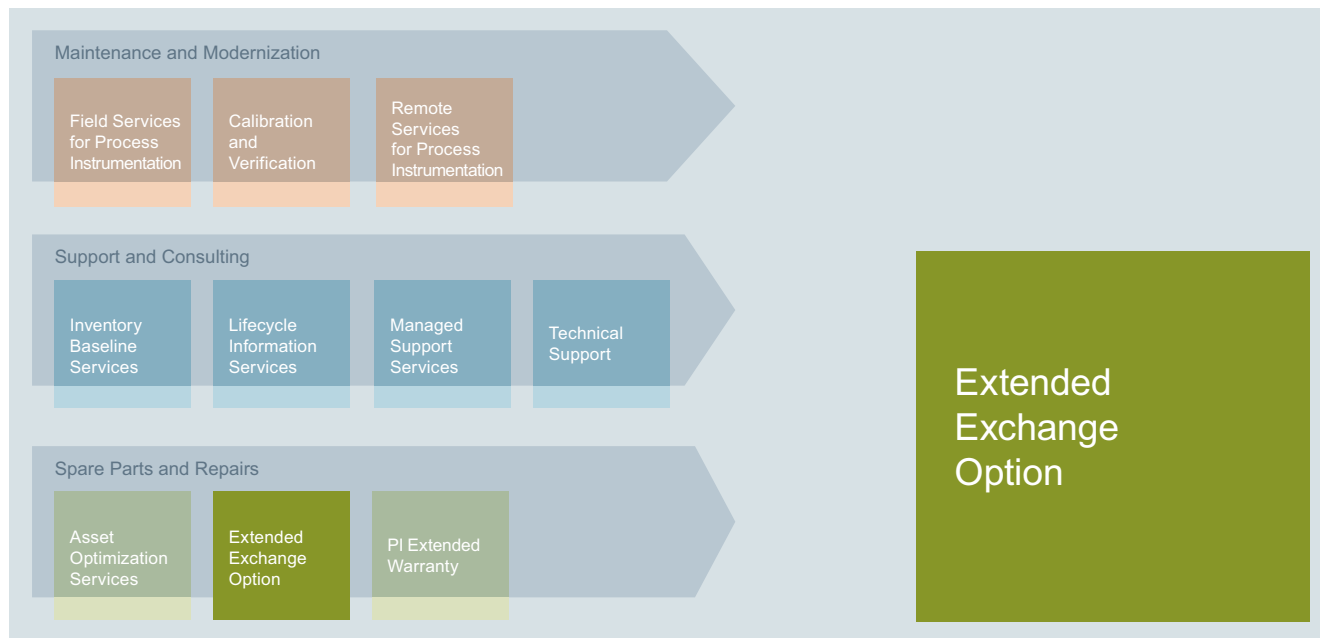 Maintenance and Modernization
Field Services
for Process
Instrumentation
Calibration
and
Verification
Remote
Services
for Process
Instrumentation
Support and Consulting
Inventory
Baseline
Services
Lifecycle
Information
Services
Managed
Support
Services
Technical
Support
Spare Parts and Repairs
Asset
Optimization
Services
Extended
Exchange
Option
PI Extended
Warranty
Extended
Exchange
Option